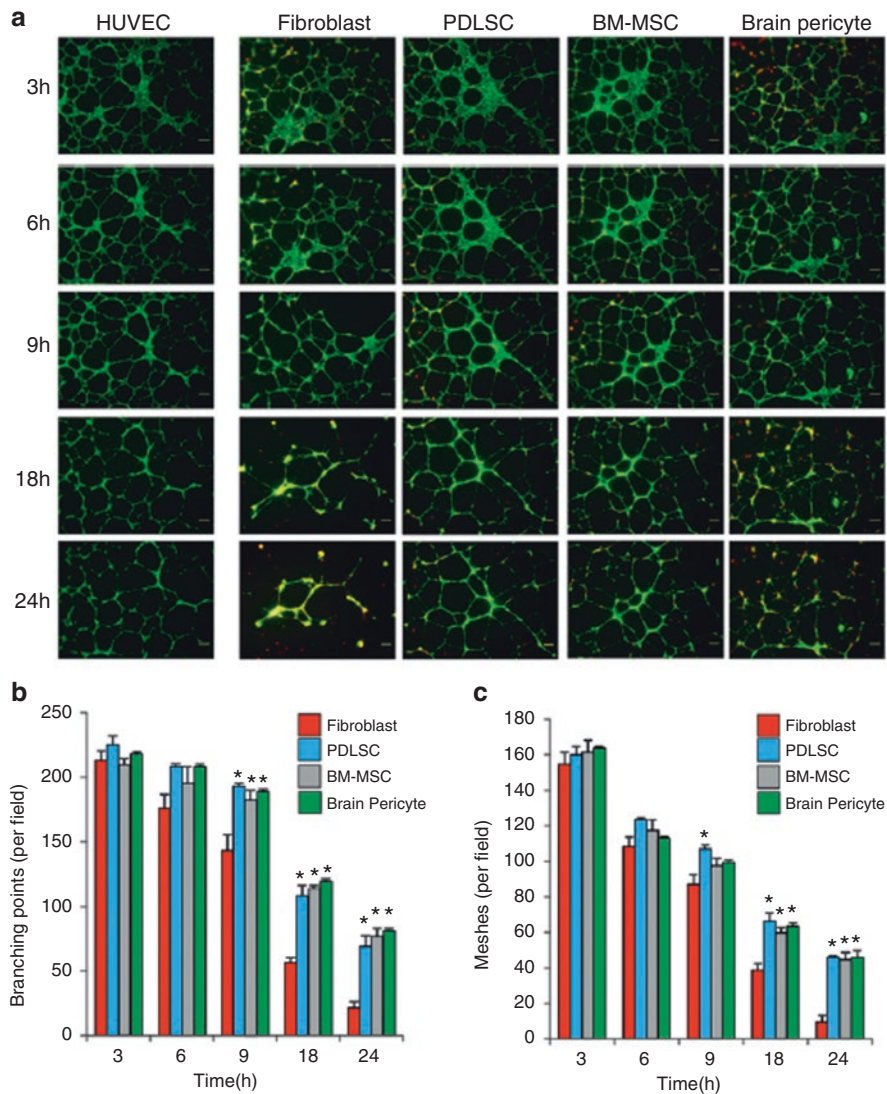 a
HUVEC Fibroblast PDLSC BM-MSC Brain pericyte
3h
6h
9h
18h
24h
b
Branching points (per field)
250
200
150
100
50
0
* * *
* * *
* * *
3 6 9 18 24
Time(h)
Fibroblast
PDLSC
BM-MSC
Brain Pericyte
c
Meshes (per field)
180
160
140
120
100
80
60
40
20
0
*
* * *
* * *
3 6 9 18 24
Time(h)
Fibroblast
PDLSC
BM-MSC
Brain Pericyte